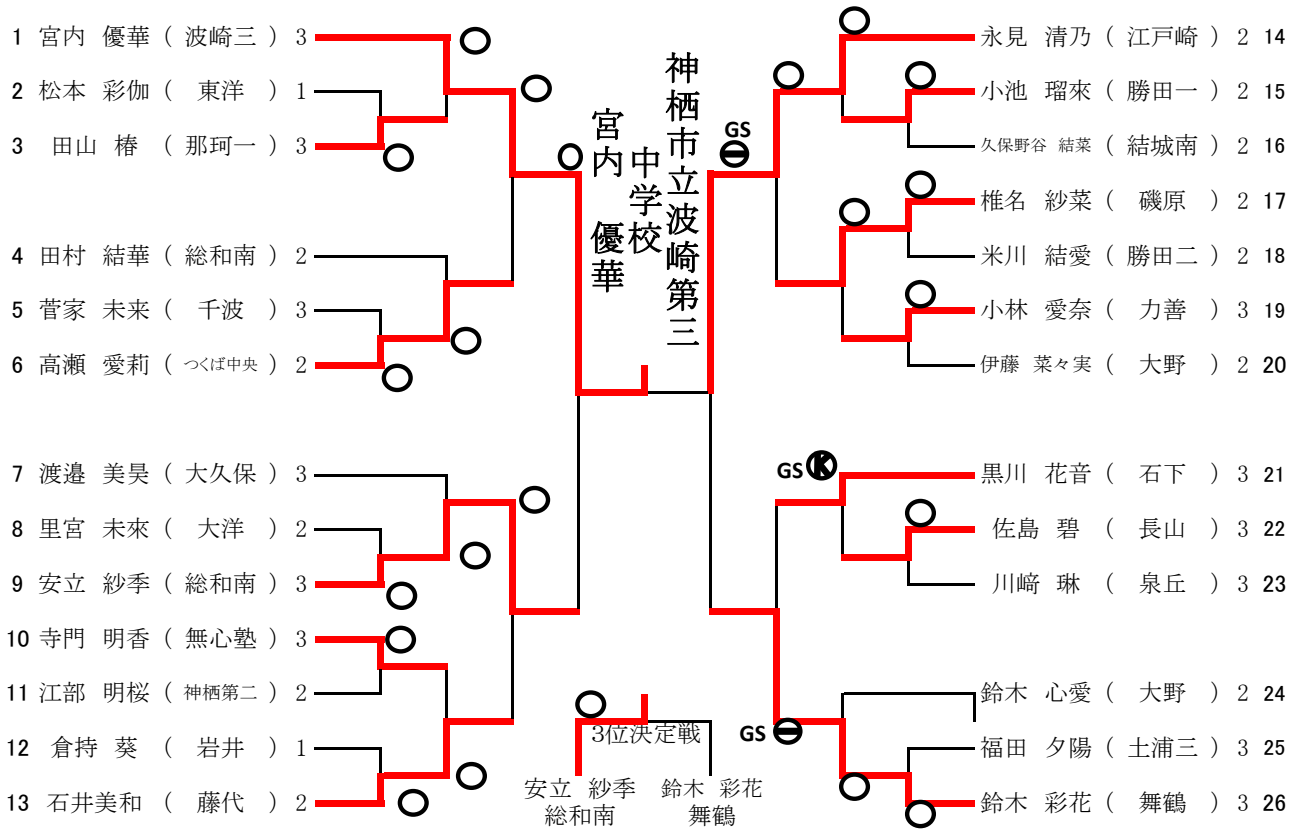 1 宮内 優華 ( 波崎三 ) 3
2 松本 彩伽 ( 東洋 ) 1
3 田山 椿 ( 那珂一 ) 3
4 田村 結華 ( 総和南 ) 2
5 菅家 未来 ( 千波 ) 3
6 高瀬 愛莉 ( つくば中央 ) 2
7 渡邉 美昊 ( 大久保 ) 3
8 里宮 未來 ( 大洋 ) 2
9 安立 紗季 ( 総和南 ) 3
10 寺門 明香 ( 無心塾 ) 3
11 江部 明桜 ( 神栖第二 ) 2
12 倉持 葵 ( 岩井 ) 1
13 石井美和 ( 藤代 ) 2
神栖市立波崎第三
中学校
宮内 優華
GS
GS K
GS
3位決定戦
安立 紗季 鈴木 彩花
総和南 舞鶴
永見 清乃 ( 江戸崎 ) 2 14
小池 瑠來 ( 勝田一 ) 2 15
久保野谷 結菜 ( 結城南 ) 2 16
椎名 紗菜 ( 磯原 ) 2 17
米川 結愛 ( 勝田二 ) 2 18
小林 愛奈 ( 力善 ) 3 19
伊藤 菜々実 ( 大野 ) 2 20
黒川 花音 ( 石下 ) 3 21
佐島 碧 ( 長山 ) 3 22
川﨑 琳 ( 泉丘 ) 3 23
鈴木 心愛 ( 大野 ) 2 24
福田 夕陽 ( 土浦三 ) 3 25
鈴木 彩花 ( 舞鶴 ) 3 26